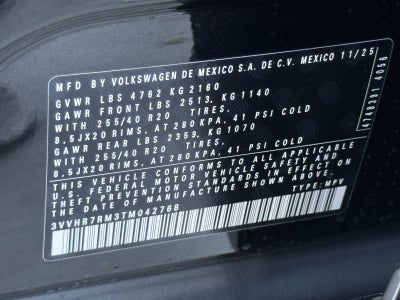 MFD BY VOLKSWAGEN DE MEXICO S.A. DE C.V. MEXICO 11/25
GVWR LBS 4762 KG 2160
GAWR FRONT LBS 2513, KG 1140
WITH 255/40 R20 TIRES.
8.5JX20 RIMS, AT 280 KPA, 41 PSI COLD
GAWR REAR LBS 2359, KG 1070
WITH 255/40 R20 TIRES.
8.5JX20 RIMS, AT 280 KPA, 41 PSI COLD
THIS VEHICLE CONFORMS TO ALL APPLICABLE
U.S. FEDERAL MOTOR VEHICLE SAFETY AND
THEFT PREVENTION STANDARDS IN EFFECT ON
THE DATE OF MANUFACTURE SHOWN ABOVE.
3VVHR7RM3TM042768 TYPE: MPV